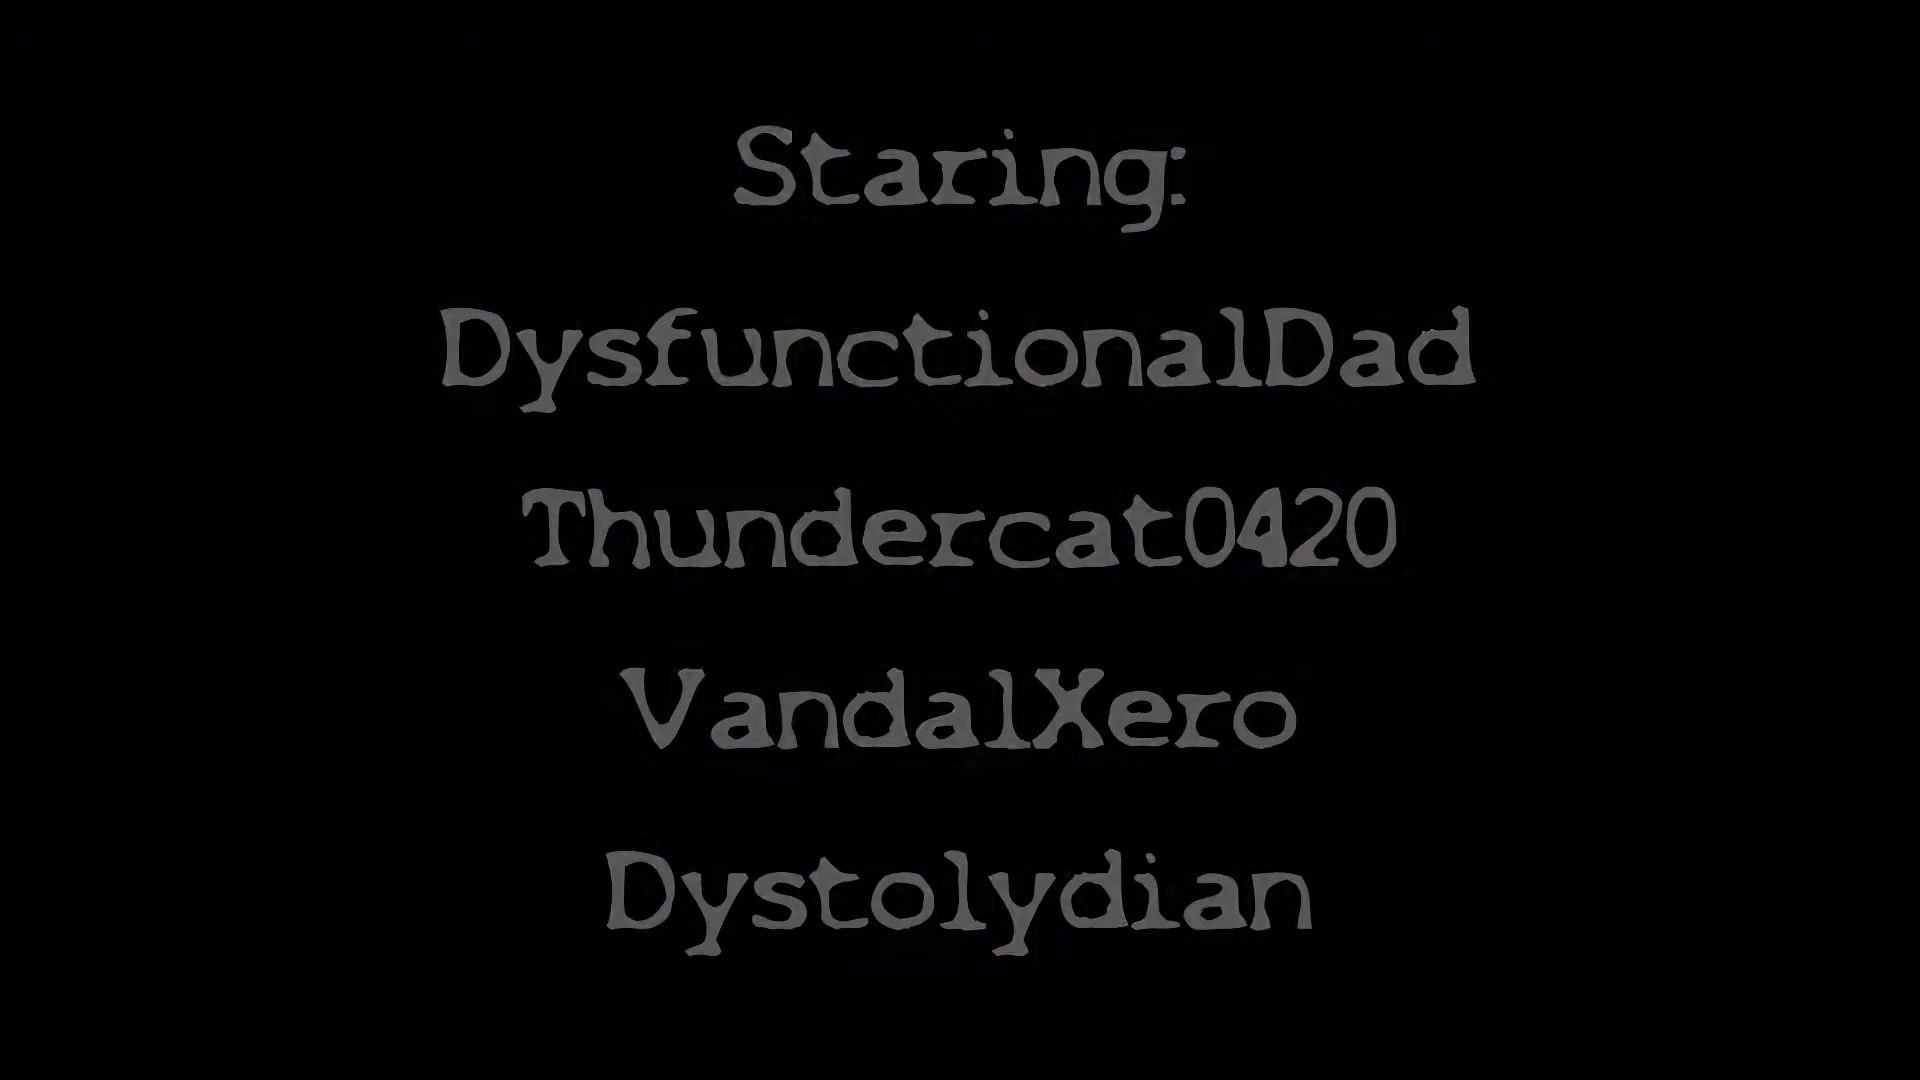 Staring:
DysfunctionalDad
Thundercat0420
VandalXero
Dystolydian